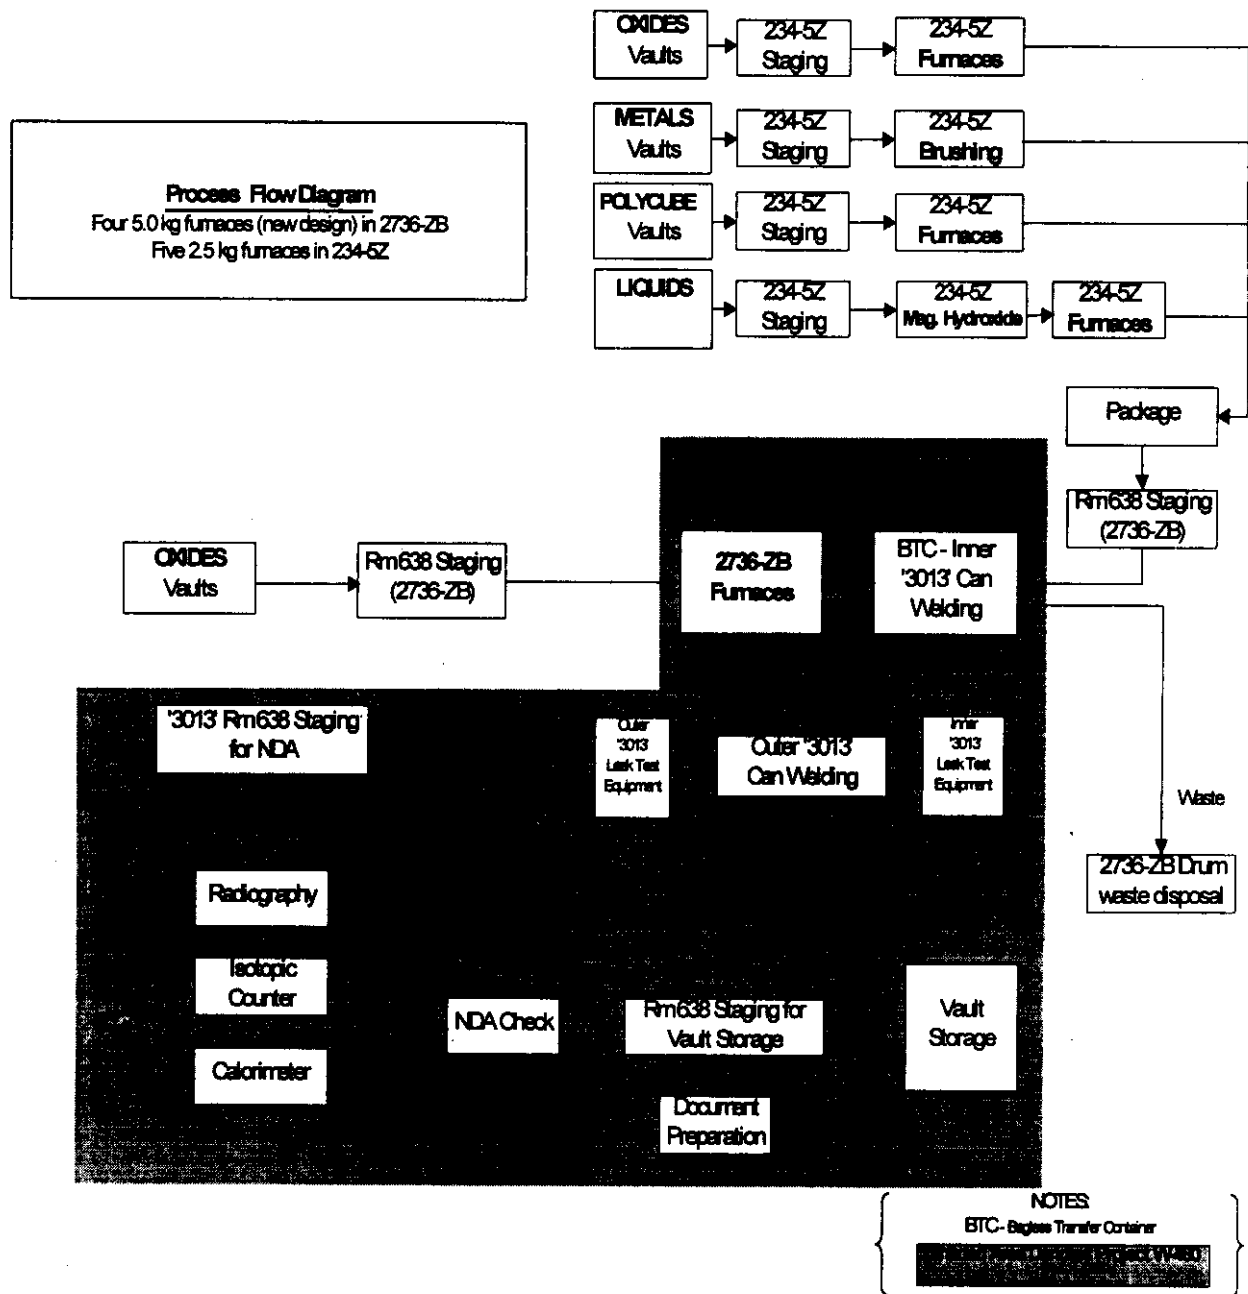 OXIDES
Vaults
234-5Z
Staging
234-5Z
Furnaces
METALS
Vaults
234-5Z
Staging
234-5Z
Brushing
Process Flow Diagram
Four 5.0 kg furnaces (new design) in 2736-ZB
Five 2.5 kg furnaces in 234-5Z
POLYCUBE
Vaults
234-5Z
Staging
234-5Z
Furnaces
LIQUIDS
234-5Z
Staging
234-5Z
Mag. Hydroxide
234-5Z
Furnaces
Package
Rm638 Staging
(2736-ZB)
OXIDES
Vaults
Rm638 Staging
(2736-ZB)
2736-ZB
Furnaces
BTC - Inner
'3013' Can
Welding
'3013' Rm638 Staging
for NDA
Outer
'3013'
Leak Test
Equipment
Outer '3013'
Can Welding
Inner
'3013'
Leak Test
Equipment
Waste
2736-ZB Drum
waste disposal
Radiography
Isotopic
Counter
Calorimeter
NDA Check
Rm638 Staging for
Vault Storage
Vault
Storage
Document
Preparation
NOTES:
BTC - Bagless Transfer Container
Project W-460